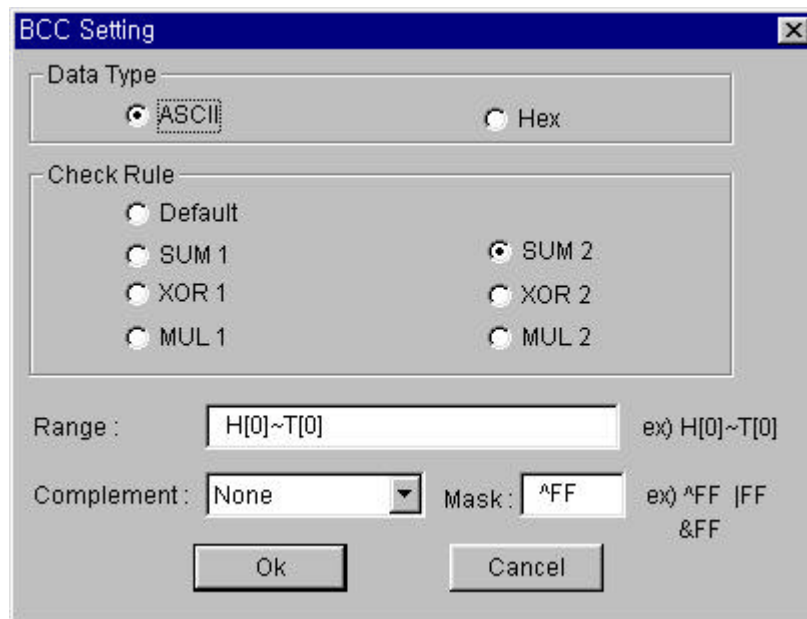 BCC Setting
Data Type
ASCII Hex
Check Rule
Default
SUM 1 SUM 2
XOR 1 XOR 2
MUL 1 MUL 2
Range : H[0]~T[0] ex) H[0]~T[0]
Complement : None Mask : ^FF ex) ^FF |FF
&FF
Ok Cancel